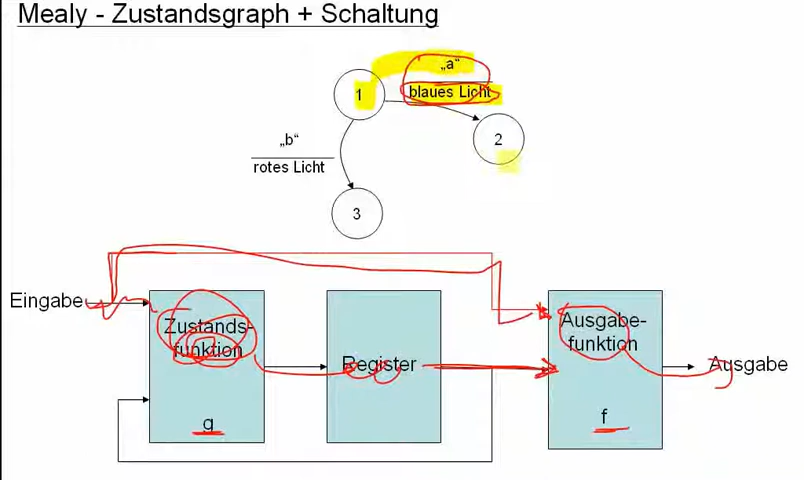 Mealy - Zustandsgraph + Schaltung
„a“
1
blaues Licht
2
„b“
rotes Licht
3
Eingabe
Zustands-
funktion
g
Register
Ausgabe-
funktion
f
Ausgabe